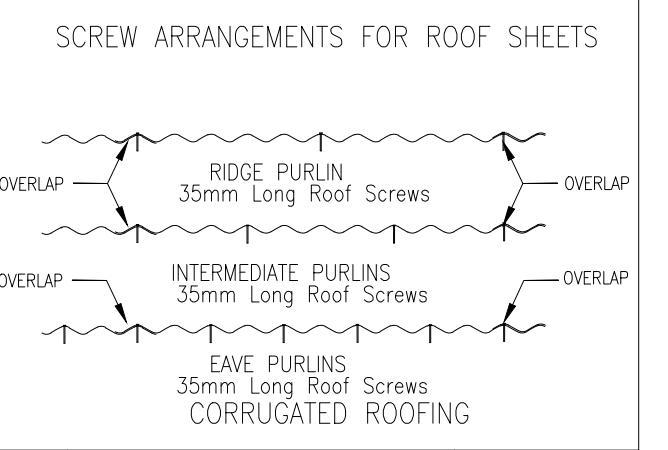 SCREW ARRANGEMENTS FOR ROOF SHEETS
RIDGE PURLIN
35mm Long Roof Screws
OVERLAP
OVERLAP
INTERMEDIATE PURLINS
35mm Long Roof Screws
OVERLAP
OVERLAP
EAVE PURLINS
35mm Long Roof Screws
CORRUGATED ROOFING